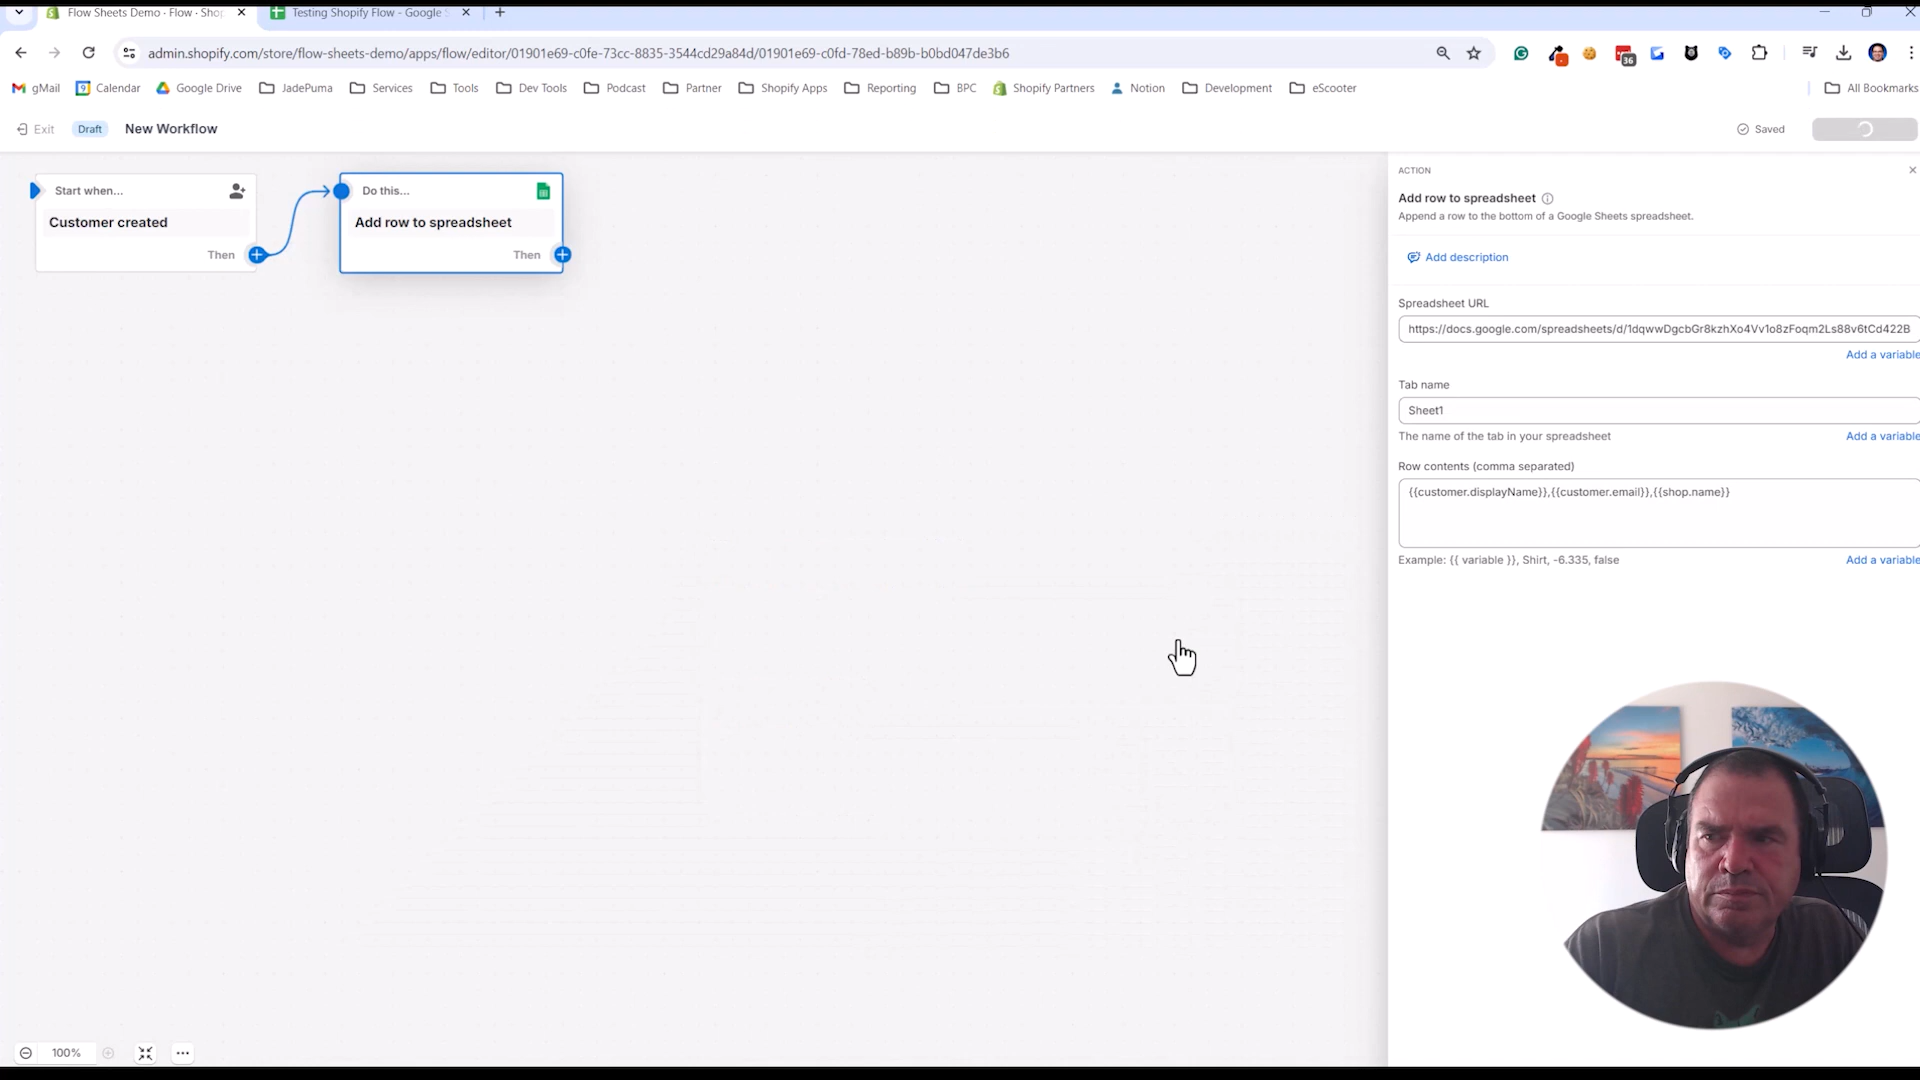 Flow Sheets Demo · Flow · Shop
Testing Shopify Flow - Google S
admin.shopify.com/store/flow-sheets-demo/apps/flow/editor/01901e69-c0fe-73cc-8835-3544cd29a84d/01901e69-c0fd-78ed-b89b-b0bd047de3b6
36
gMail
Calendar
Google Drive
JadePuma
Services
Tools
Dev Tools
Podcast
Partner
Shopify Apps
Reporting
BPC
Shopify Partners
Notion
Development
eScooter
All Bookmarks
Exit
Draft
New Workflow
Saved
Start when...
Customer created
Then
Do this...
Add row to spreadsheet
Then
ACTION
Add row to spreadsheet
Append a row to the bottom of a Google Sheets spreadsheet.
Add description
Spreadsheet URL
https://docs.google.com/spreadsheets/d/1dqwwDgcbGr8kzhXo4Vv1o8zFoqm2Ls88v6tCd422B
Add a variable
Tab name
Sheet1
The name of the tab in your spreadsheet
Add a variable
Row contents (comma separated)
{{customer.displayName}},{{customer.email}},{{shop.name}}
Example: {{ variable }}, Shirt, -6.335, false
Add a variable
100%